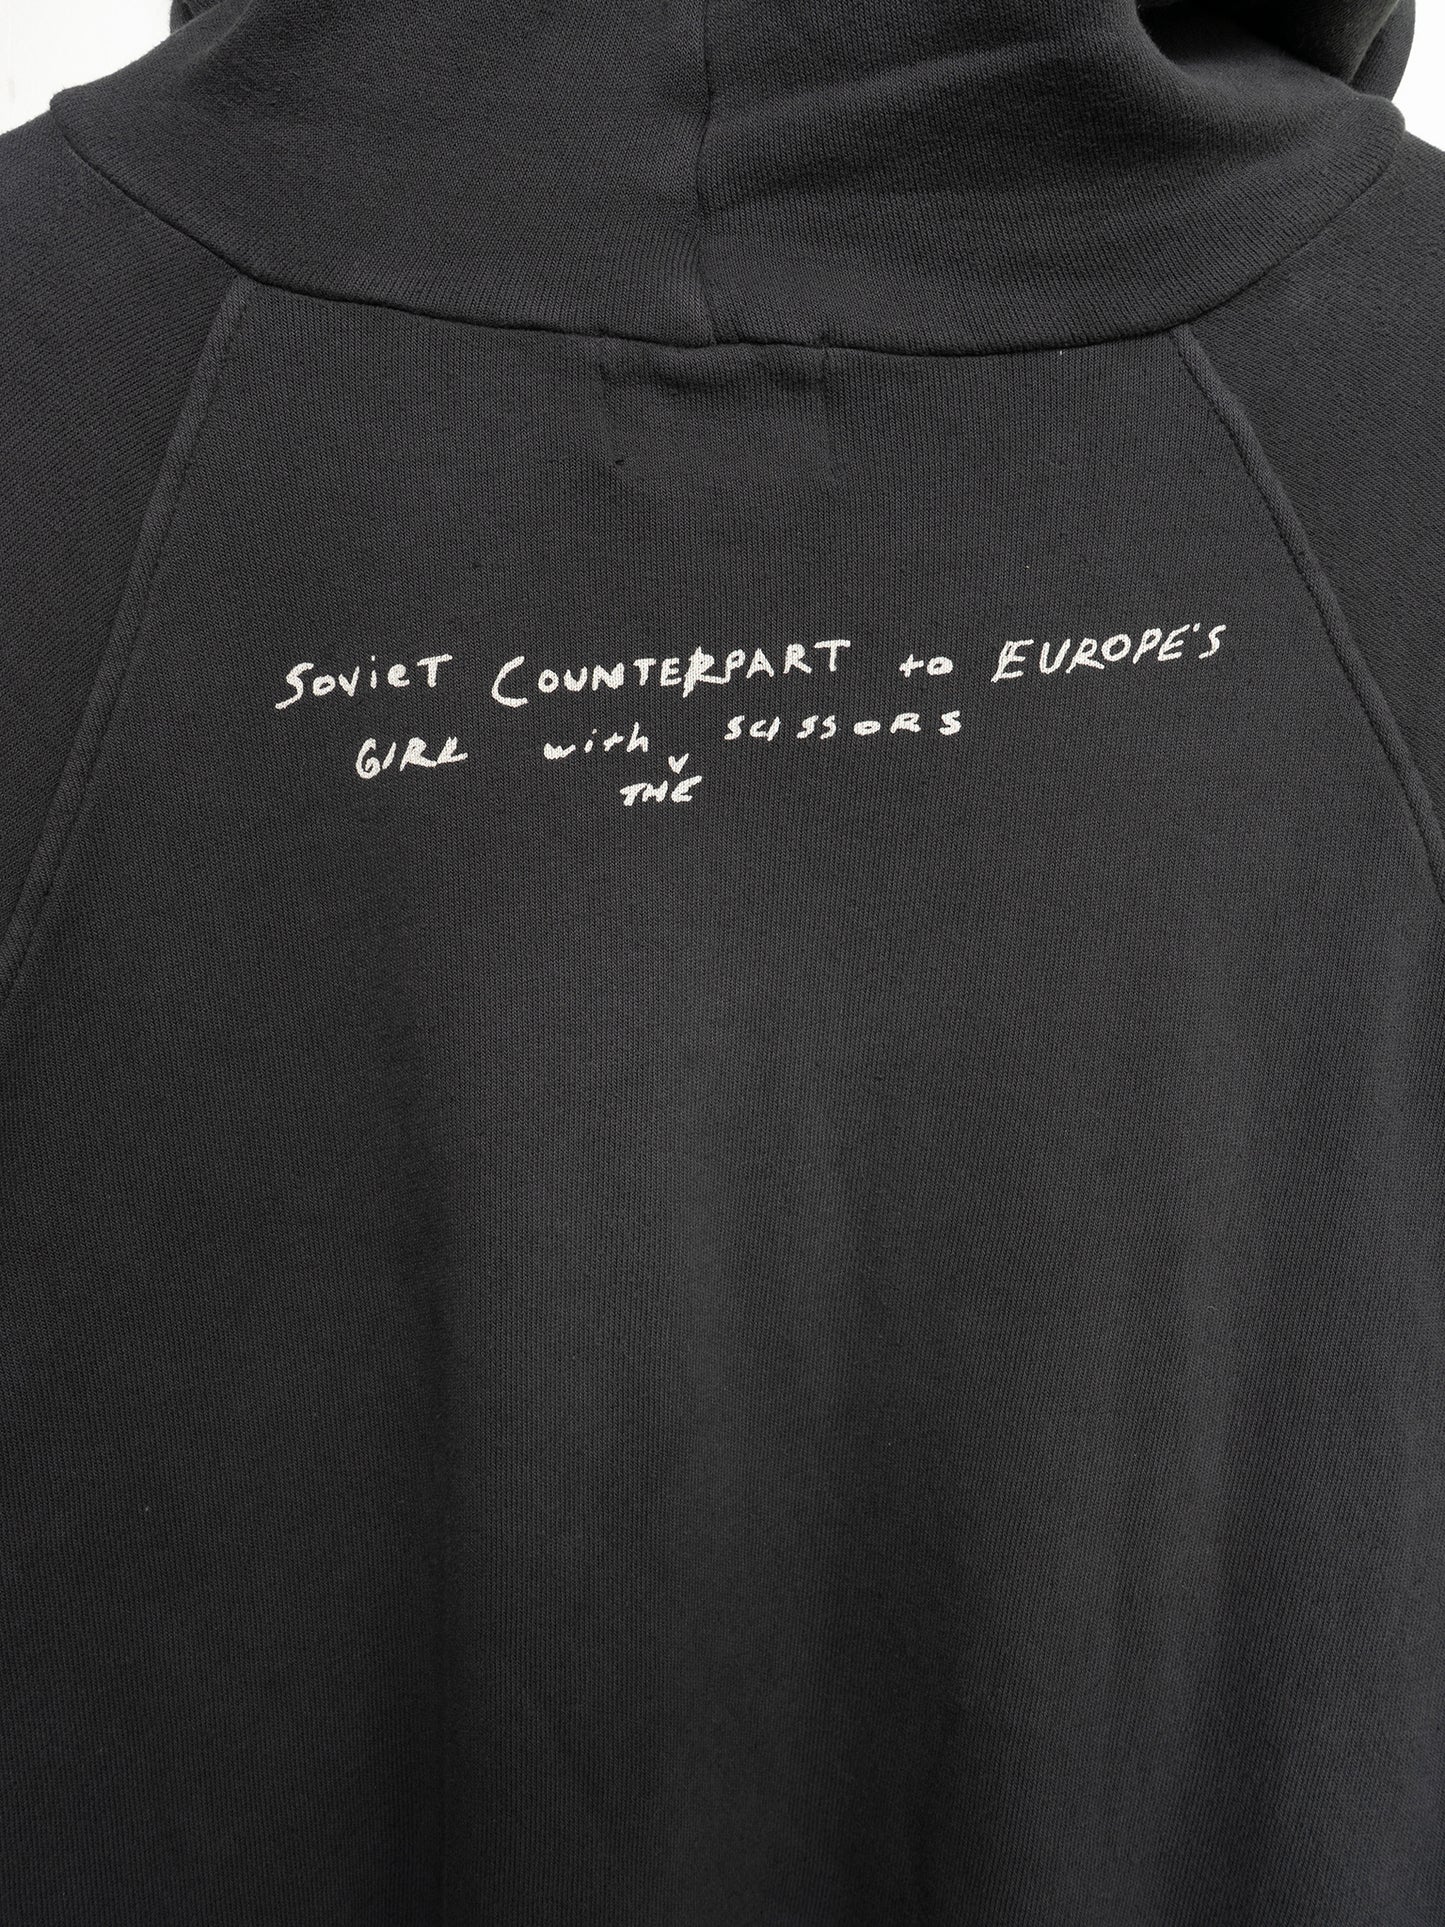 SOViET COUNTERPART to EUROPE'S
GIRL with SCISSORS
THE